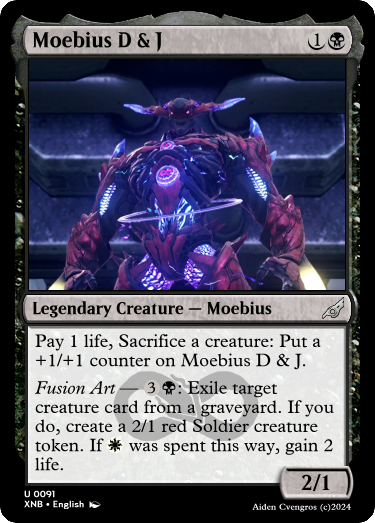 Moebius D & J 1
Legendary Creature — Moebius
Pay 1 life, Sacrifice a creature: Put a
+1/+1 counter on Moebius D & J.
Fusion Art — 3 : Exile target
creature card from a graveyard. If you
do, create a 2/1 red Soldier creature
token. If was spent this way, gain 2
life.
2/1
U 0091
XNB • English
Aiden Cvengros (c)2024